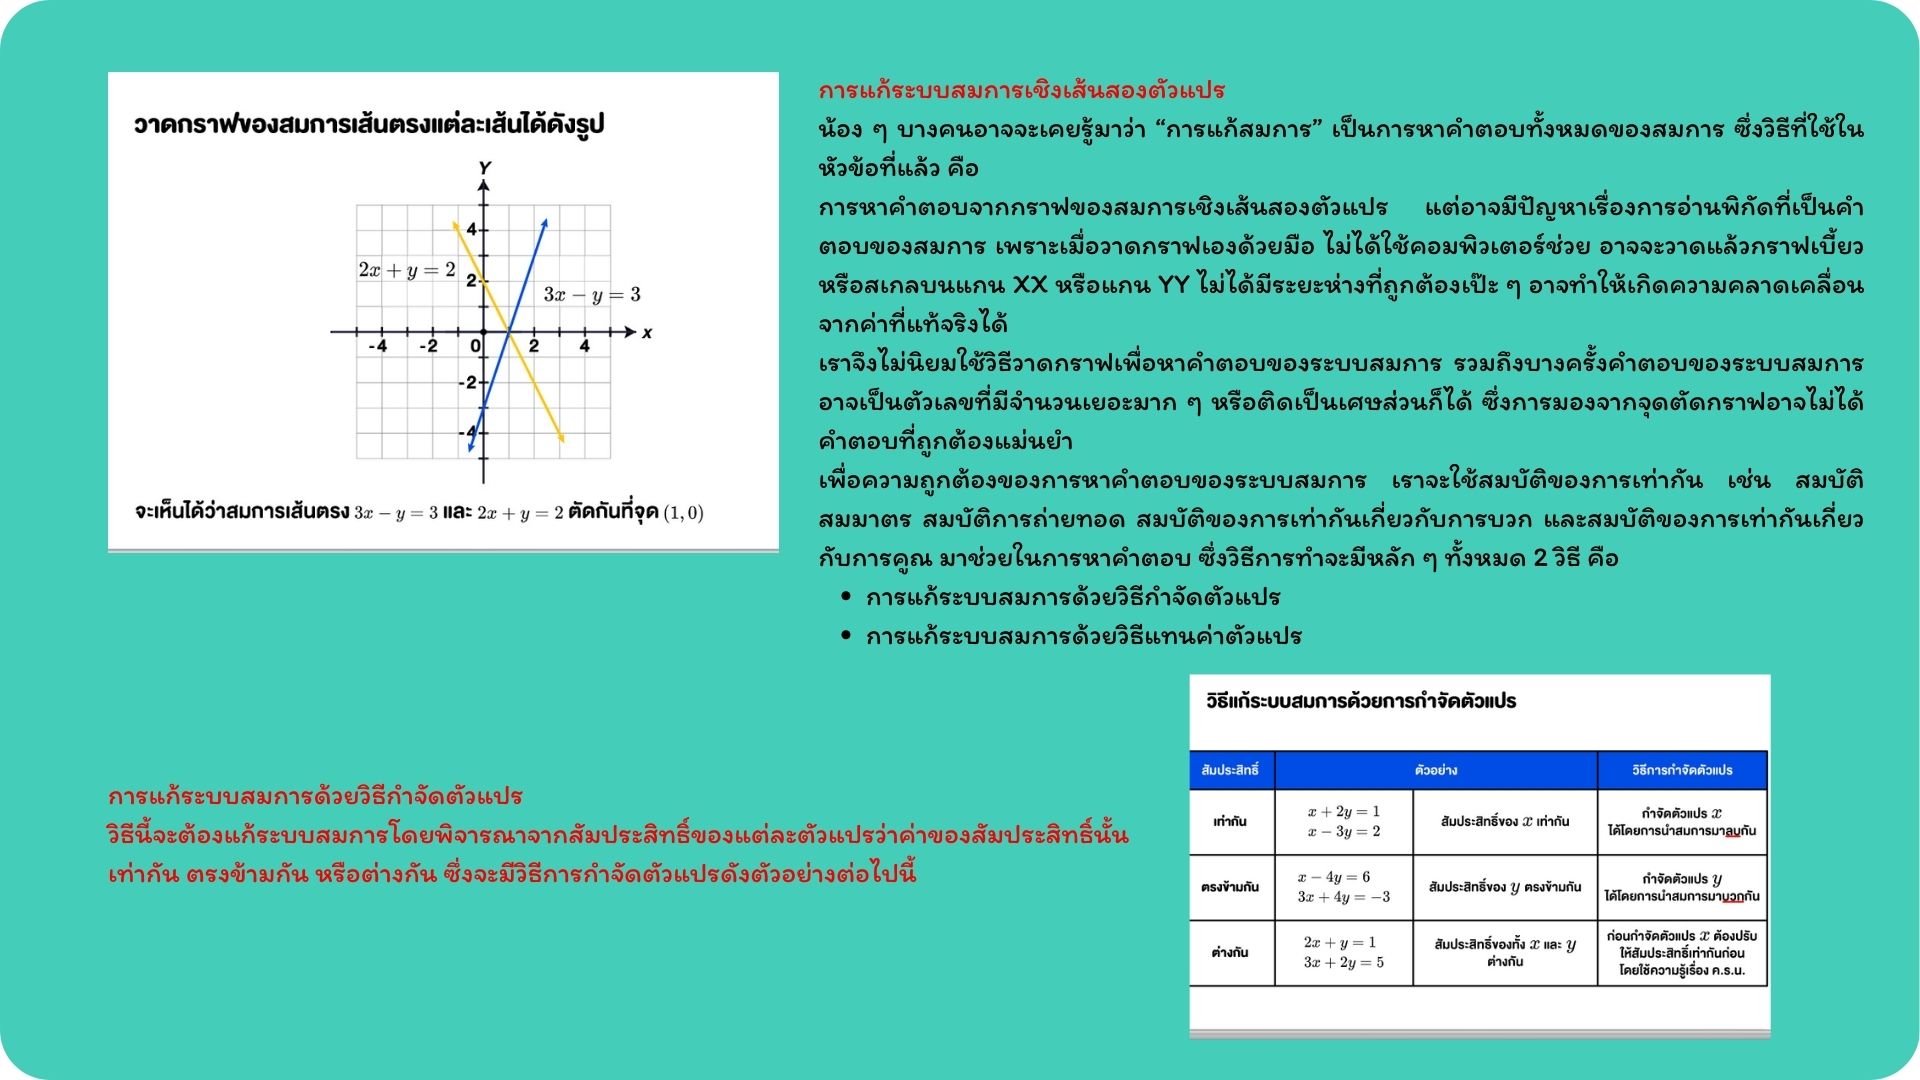 วาดกราฟของสมการเส้นตรงแต่ละเส้นได้ดังรูป
Y
4
2x + y = 2
2
3x − y = 3
x
-4 -2 0 2 4
-2
-4
จะเห็นได้ว่าสมการเส้นตรง 3x − y = 3 และ 2x + y = 2 ตัดกันที่จุด (1, 0)
การแก้ระบบสมการเชิงเส้นสองตัวแปร
น้อง ๆ บางคนอาจจะเคยรู้มาว่า “การแก้สมการ” เป็นการหาคำตอบทั้งหมดของสมการ ซึ่งวิธีที่ใช้ใน
หัวข้อที่แล้ว คือ
การหาคำตอบจากกราฟของสมการเชิงเส้นสองตัวแปร แต่อาจมีปัญหาเรื่องการอ่านพิกัดที่เป็นคำ
ตอบของสมการ เพราะเมื่อวาดกราฟเองด้วยมือ ไม่ได้ใช้คอมพิวเตอร์ช่วย อาจจะวาดแล้วกราฟเบี้ยว
หรือสเกลบนแกน XX หรือแกน YY ไม่ได้มีระยะห่างที่ถูกต้องเป๊ะ ๆ อาจทำให้เกิดความคลาดเคลื่อน
จากค่าที่แท้จริงได้
เราจึงไม่นิยมใช้วิธีวาดกราฟเพื่อหาคำตอบของระบบสมการ รวมถึงบางครั้งคำตอบของระบบสมการ
อาจเป็นตัวเลขที่มีจำนวนเยอะมาก ๆ หรือติดเป็นเศษส่วนก็ได้ ซึ่งการมองจากจุดตัดกราฟอาจไม่ได้
คำตอบที่ถูกต้องแม่นยำ
เพื่อความถูกต้องของการหาคำตอบของระบบสมการ เราจะใช้สมบัติของการเท่ากัน เช่น สมบัติ
สมมาตร สมบัติการถ่ายทอด สมบัติของการเท่ากันเกี่ยวกับการบวก และสมบัติของการเท่ากันเกี่ยว
กับการคูณ มาช่วยในการหาคำตอบ ซึ่งวิธีการทำจะมีหลัก ๆ ทั้งหมด 2 วิธี คือ
• การแก้ระบบสมการด้วยวิธีกำจัดตัวแปร
• การแก้ระบบสมการด้วยวิธีแทนค่าตัวแปร
การแก้ระบบสมการด้วยวิธีกำจัดตัวแปร
วิธีนี้จะต้องแก้ระบบสมการโดยพิจารณาจากสัมประสิทธิ์ของแต่ละตัวแปรว่าค่าของสัมประสิทธิ์นั้น
เท่ากัน ตรงข้ามกัน หรือต่างกัน ซึ่งจะมีวิธีการกำจัดตัวแปรดังตัวอย่างต่อไปนี้
วิธีแก้ระบบสมการด้วยการกำจัดตัวแปร
สัมประสิทธิ์ ตัวอย่าง วิธีการกำจัดตัวแปร
เท่ากัน
x + 2y = 1
x − 3y = 2
สัมประสิทธิ์ของ x เท่ากัน
กำจัดตัวแปร x
ได้โดยการนำสมการมาลบกัน
ตรงข้ามกัน
x − 4y = 6
3x + 4y = −3
สัมประสิทธิ์ของ y ตรงข้ามกัน
กำจัดตัวแปร y
ได้โดยการนำสมการมาบวกกัน
ต่างกัน
2x + y = 1
3x + 2y = 5
สัมประสิทธิ์ของทั้ง x และ y
ต่างกัน
ก่อนกำจัดตัวแปร x ต้องปรับ
ให้สัมประสิทธิ์เท่ากันก่อน
โดยใช้ความรู้เรื่อง ค.ร.น.